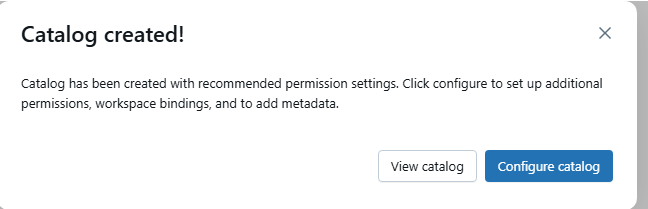 Catalog created!
Catalog has been created with recommended permission settings. Click configure to set up additional
permissions, workspace bindings, and to add metadata.
View catalog
Configure catalog